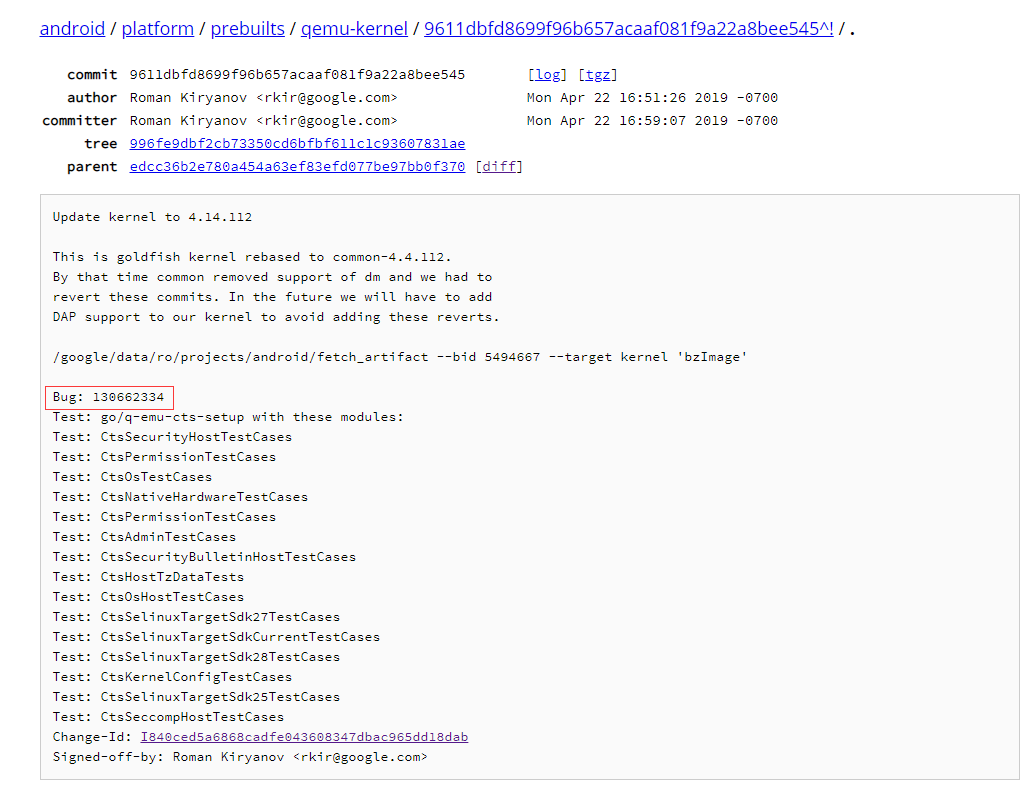 android / platform / prebuilts / qemu-kernel / 9611dbfd8699f96b657acaaf081f9a22a8bee545^! / .
commit 9611dbfd8699f96b657acaaf081f9a22a8bee545 [log] [tgz]
author Roman Kiryanov <rkir@google.com> Mon Apr 22 16:51:26 2019 -0700
committer Roman Kiryanov <rkir@google.com> Mon Apr 22 16:59:07 2019 -0700
tree 996fe9dbf2cb73350cd6bfbf611c1c93607831ae
parent edcc36b2e780a454a63ef83efd077be97bb0f370 [diff]
Update kernel to 4.14.112
This is goldfish kernel rebased to common-4.4.112.
By that time common removed support of dm and we had to
revert these commits. In the future we will have to add
DAP support to our kernel to avoid adding these reverts.
/google/data/ro/projects/android/fetch_artifact --bid 5494667 --target kernel 'bzImage'
Bug: 130662334
Test: go/q-emu-cts-setup with these modules:
Test: CtsSecurityHostTestCases
Test: CtsPermissionTestCases
Test: CtsOsTestCases
Test: CtsNativeHardwareTestCases
Test: CtsPermissionTestCases
Test: CtsAdminTestCases
Test: CtsSecurityBulletinHostTestCases
Test: CtsHostTzDataTests
Test: CtsOsHostTestCases
Test: CtsSelinuxTargetSdk27TestCases
Test: CtsSelinuxTargetSdkCurrentTestCases
Test: CtsSelinuxTargetSdk28TestCases
Test: CtsKernelConfigTestCases
Test: CtsSelinuxTargetSdk25TestCases
Test: CtsSeccompHostTestCases
Change-Id: I840ced5a6868cadfe043608347dbac965dd18dab
Signed-off-by: Roman Kiryanov <rkir@google.com>